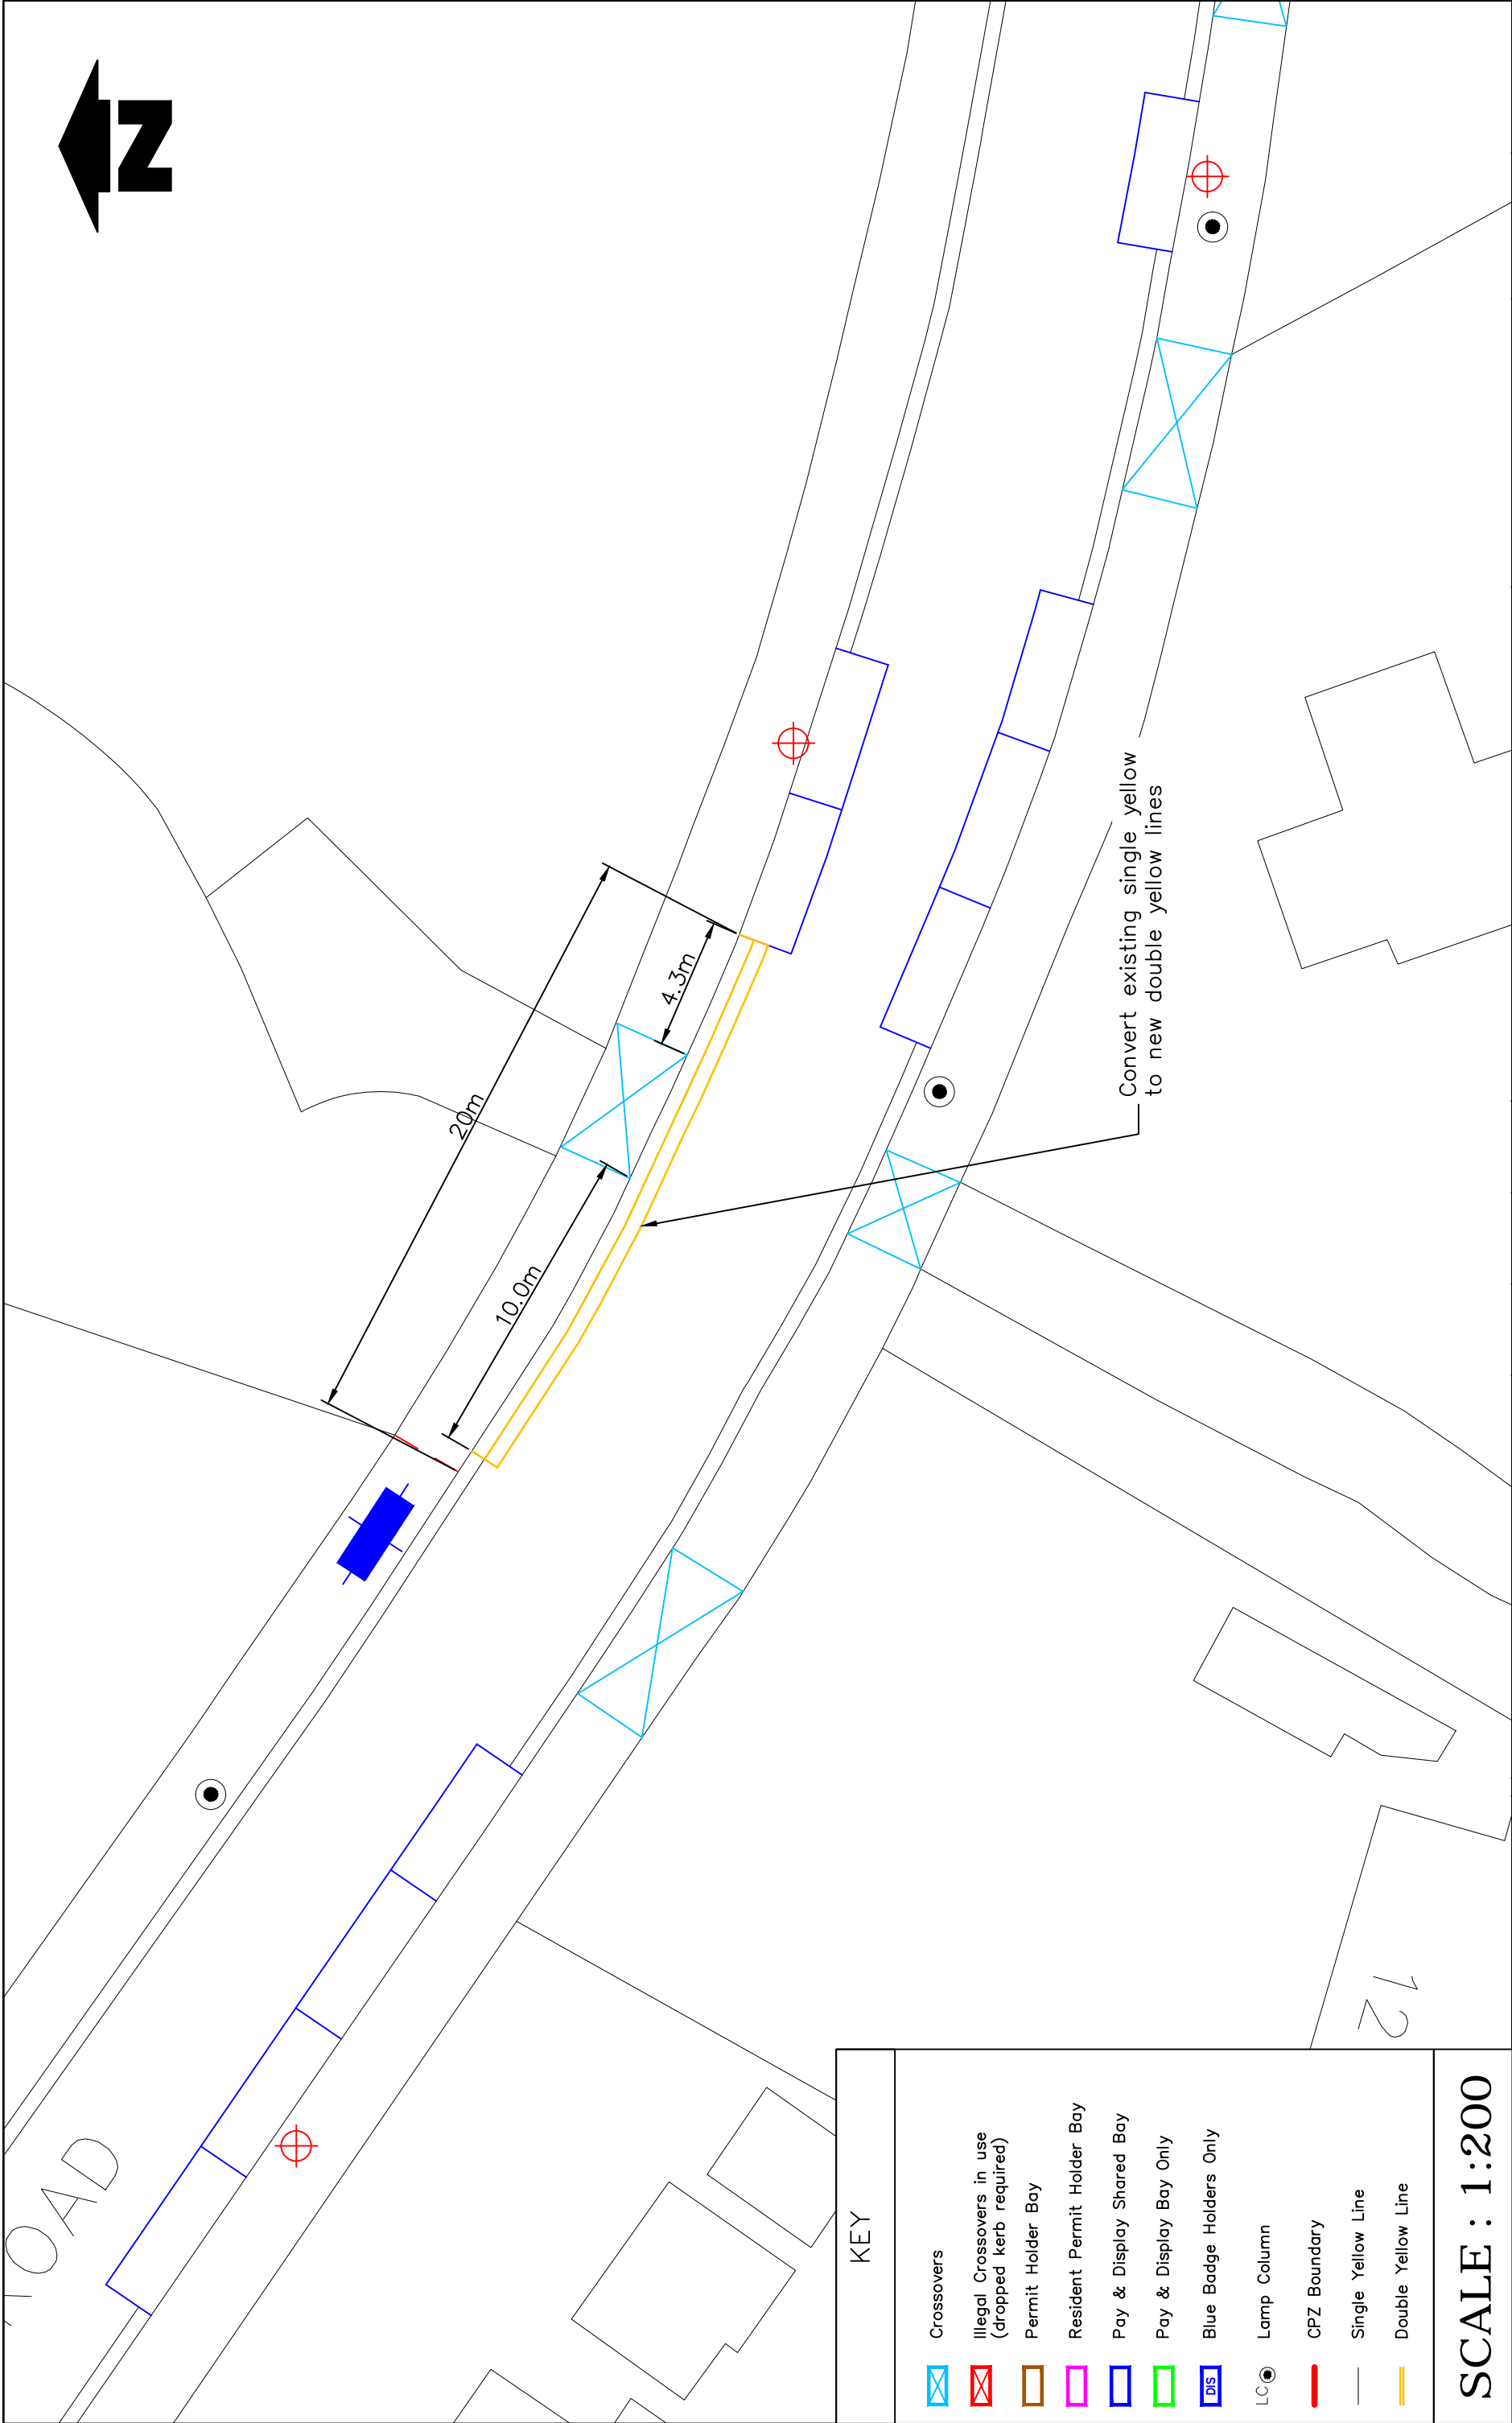 N
20m
4.3m
10.0m
Convert existing single yellow
to new double yellow lines
OAD
12
KEY
Crossovers
Illegal Crossovers in use
(dropped kerb required)
Permit Holder Bay
Resident Permit Holder Bay
Pay & Display Shared Bay
Pay & Display Bay Only
DIS Blue Badge Holders Only
LC Lamp Column
CPZ Boundary
Single Yellow Line
Double Yellow Line
SCALE : 1:200